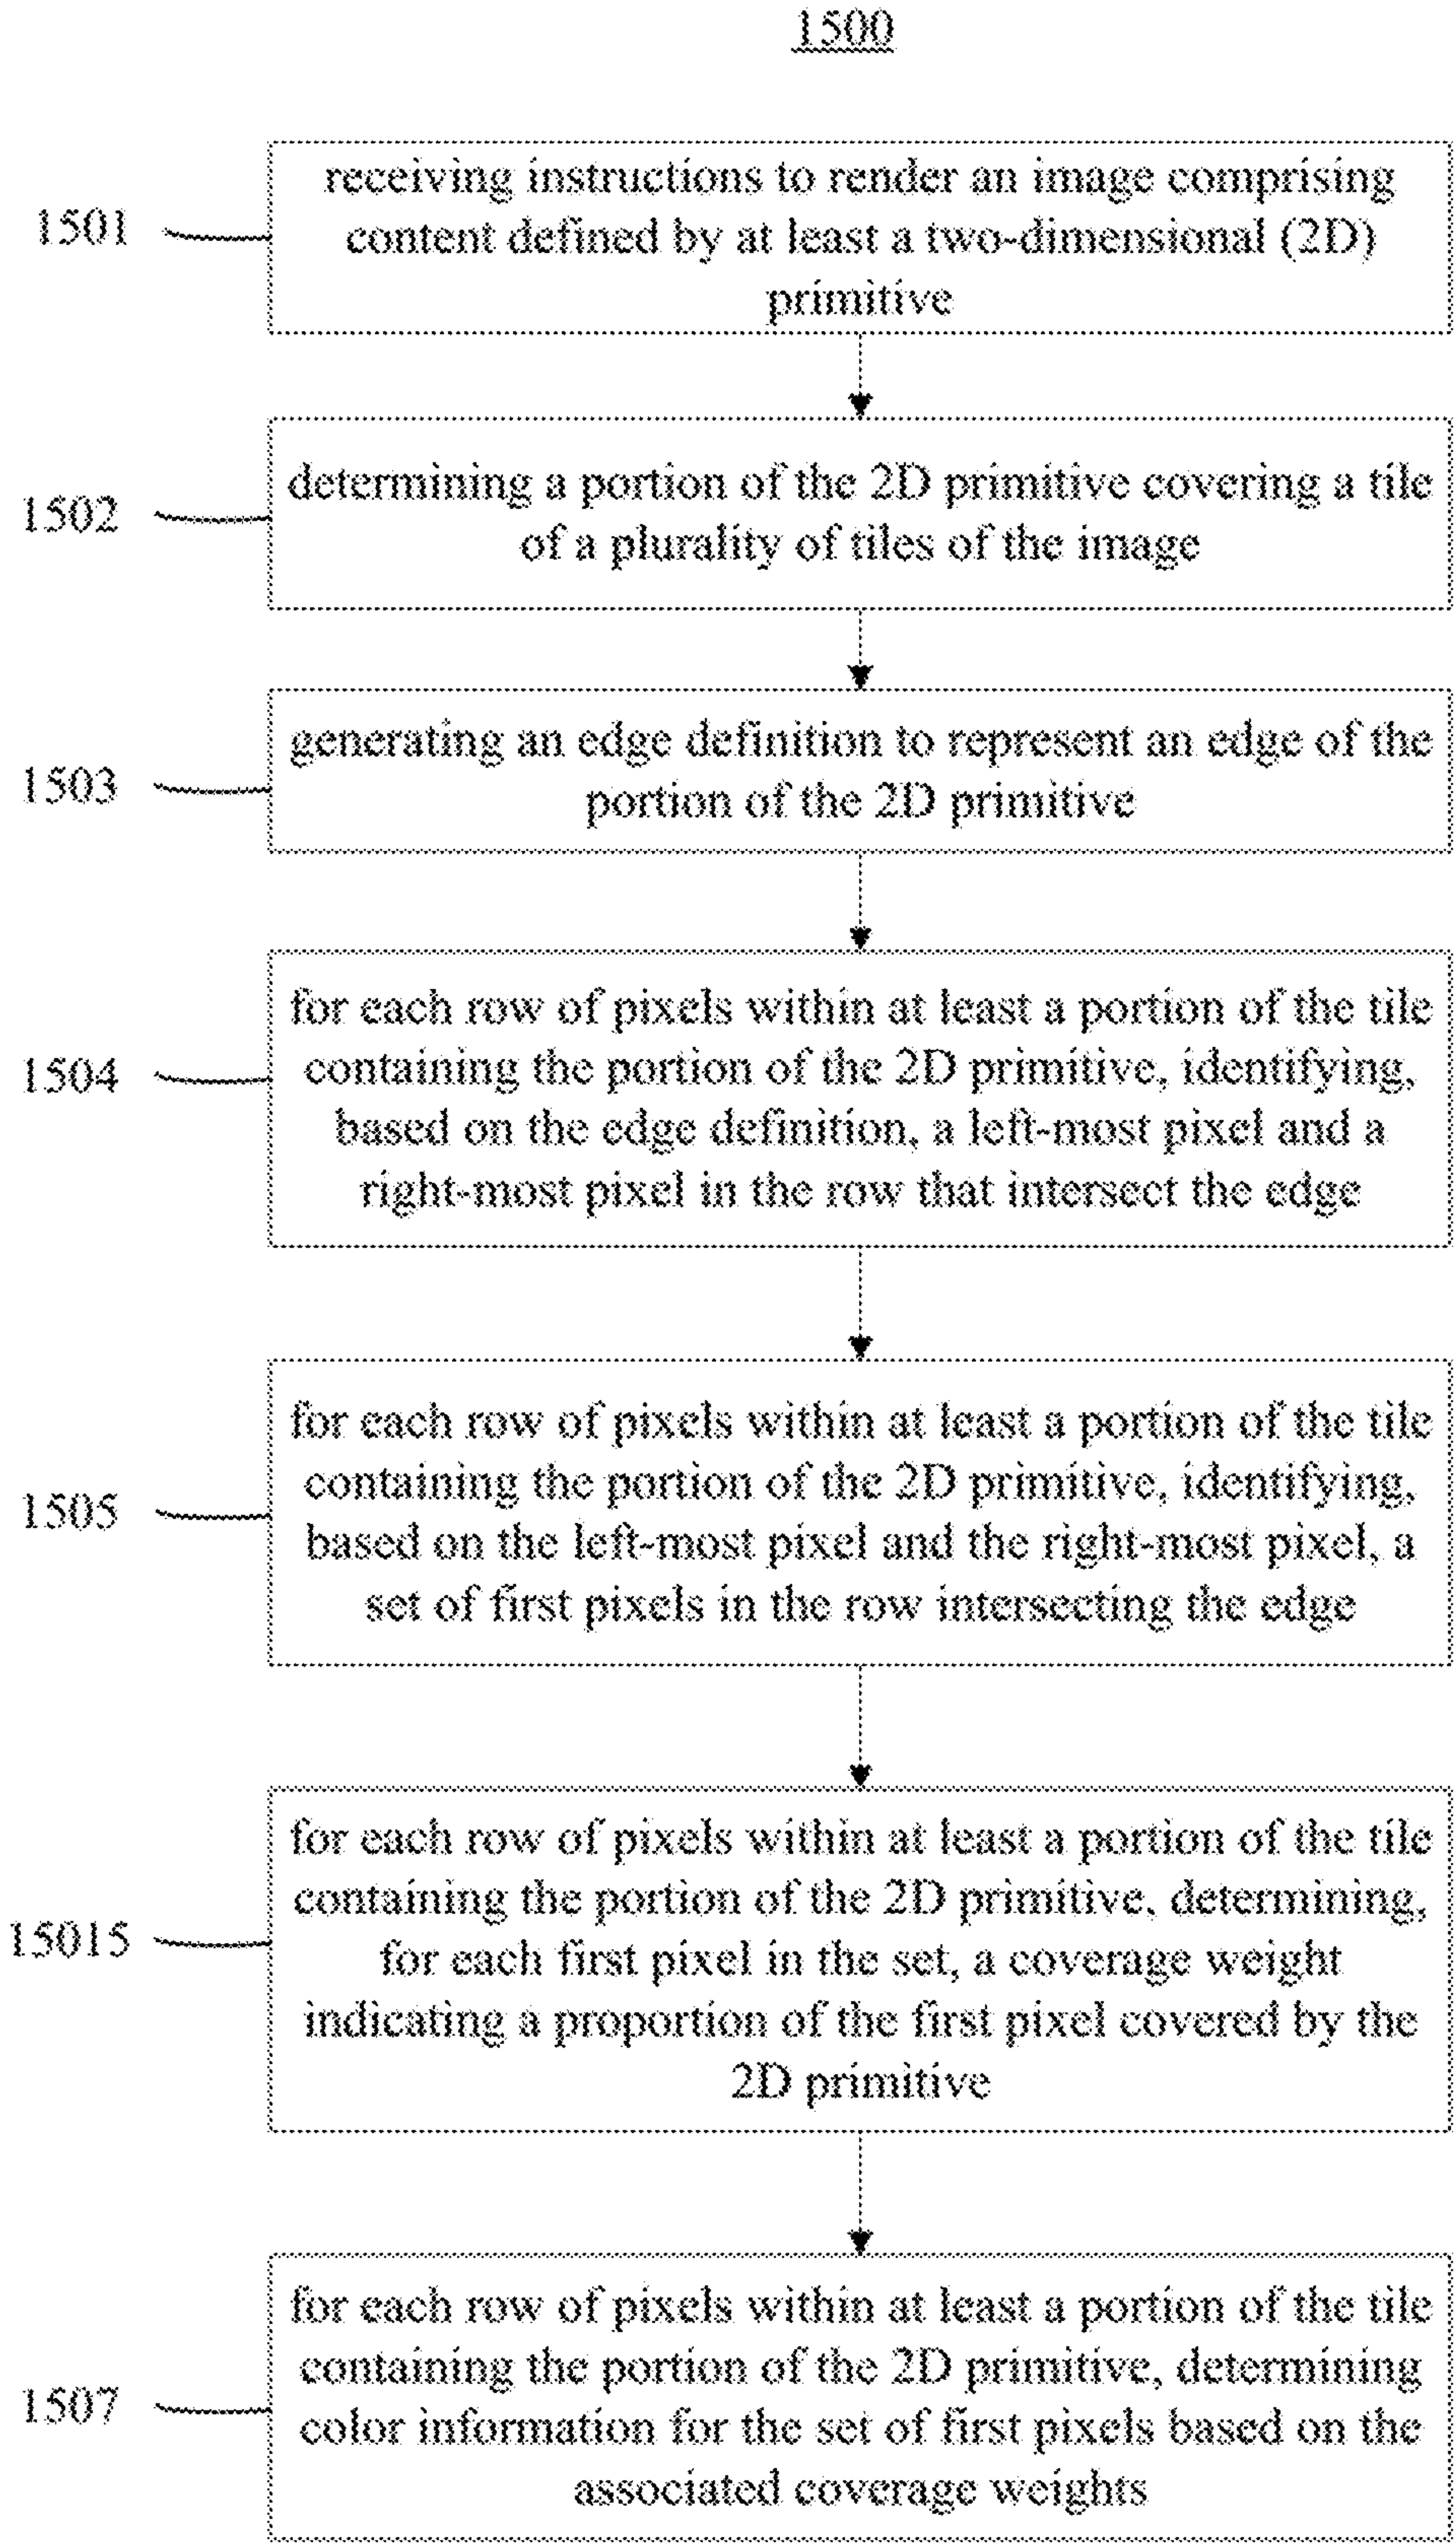 1500
1501
receiving instructions to render an image comprising
content defined by at least a two-dimensional (2D)
primitive
1502
determining a portion of the 2D primitive covering a tile
of a plurality of tiles of the image
1503
generating an edge definition to represent an edge of the
portion of the 2D primitive
1504
for each row of pixels within at least a portion of the tile
containing the portion of the 2D primitive, identifying,
based on the edge definition, a left-most pixel and a
right-most pixel in the row that intersect the edge
1505
for each row of pixels within at least a portion of the tile
containing the portion of the 2D primitive, identifying,
based on the left-most pixel and the right-most pixel, a
set of first pixels in the row intersecting the edge
15015
for each row of pixels within at least a portion of the tile
containing the portion of the 2D primitive, determining,
for each first pixel in the set, a coverage weight
indicating a proportion of the first pixel covered by the
2D primitive
1507
for each row of pixels within at least a portion of the tile
containing the portion of the 2D primitive, determining
color information for the set of first pixels based on the
associated coverage weights